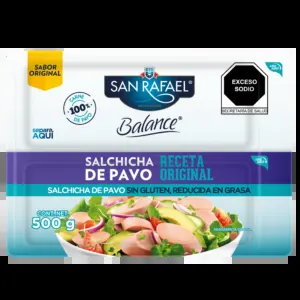 SABOR
ORIGINAL
SAN RAFAEL®
EXCESO
SODIO
SECRETARÍA DE SALUD
CARNE
100%
DE PAVO
Balance®
separa
AQUÍ
SALCHICHA
DE PAVO
RECETA
ORIGINAL
SALCHICHA DE PAVO SIN GLUTEN, REDUCIDA EN GRASA
CONT. NET.
500 g